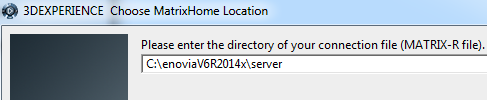 3DEXPERIENCE Choose MatrixHome Location
Please enter the directory of your connection file (MATRIX-R file).
C:\enoviaV6R2014x\server